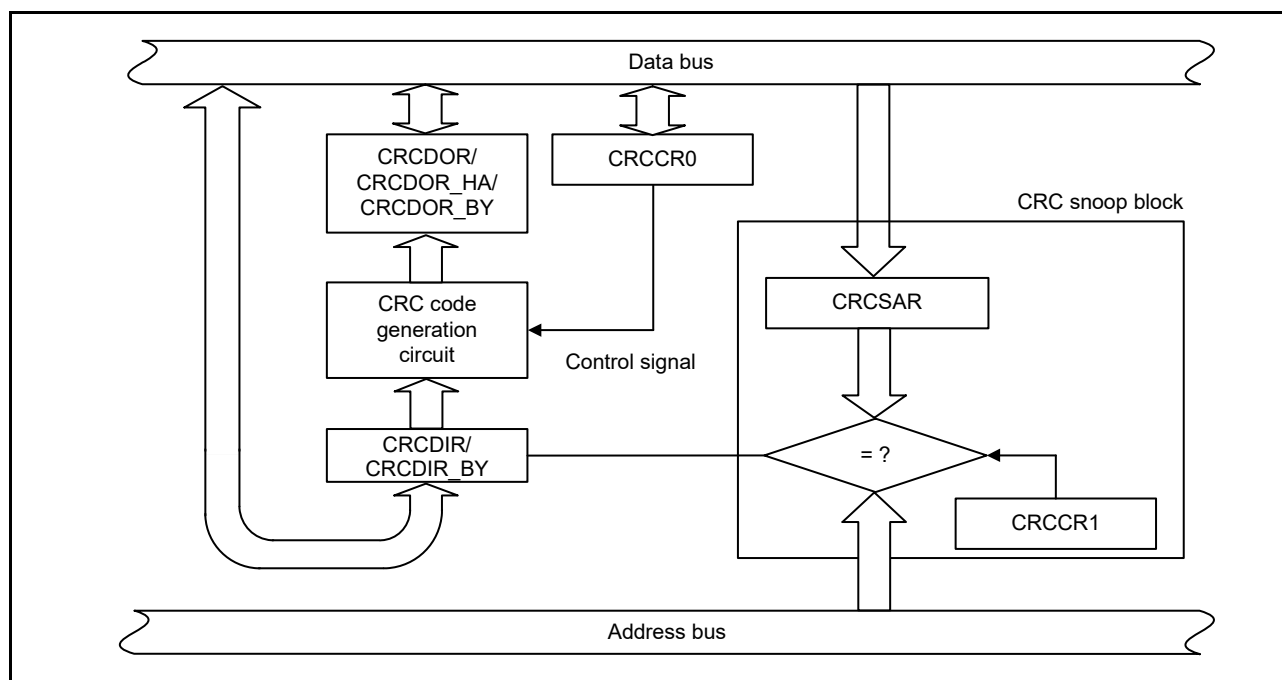 Data bus
CRCDOR/
CRCDOR_HA/
CRCDOR_BY
CRCCR0
CRC snoop block
CRCSAR
CRC code
generation
circuit
Control signal
CRCDIR/
CRCDIR_BY
= ?
CRCCR1
Address bus